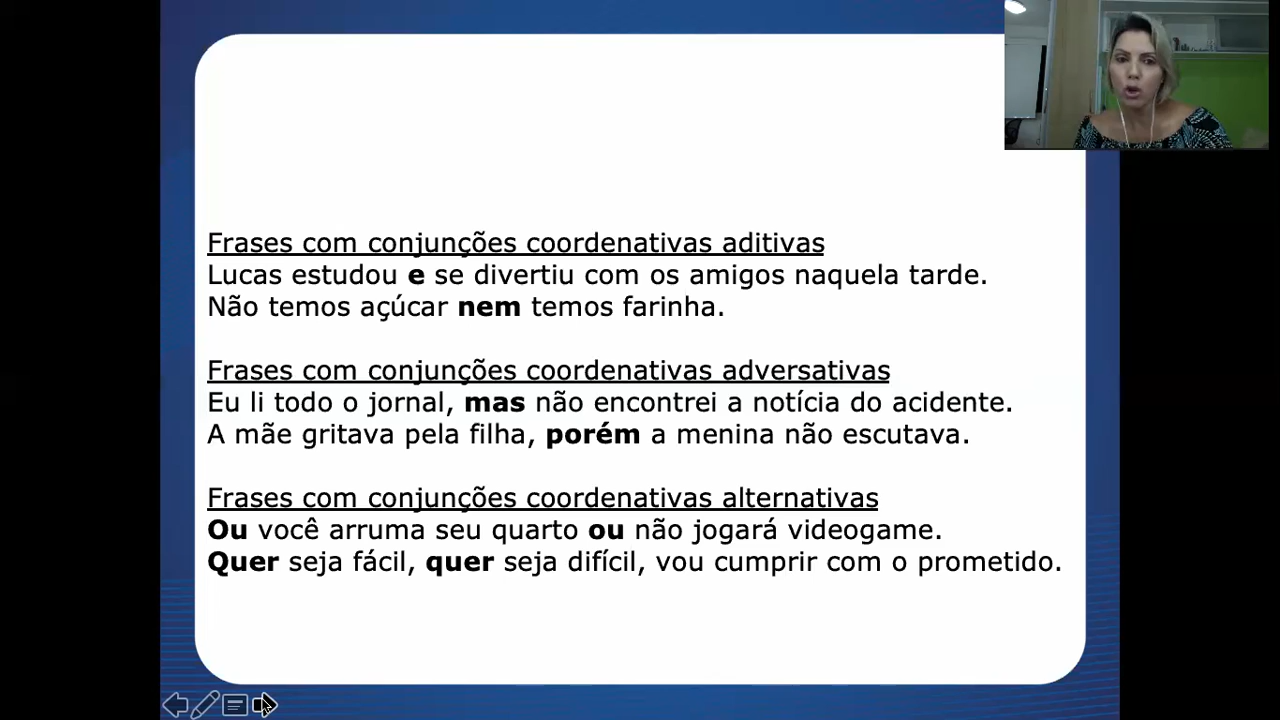 Frases com conjunções coordenativas aditivas
Lucas estudou e se divertiu com os amigos naquela tarde.
Não temos açúcar nem temos farinha.
Frases com conjunções coordenativas adversativas
Eu li todo o jornal, mas não encontrei a notícia do acidente.
A mãe gritava pela filha, porém a menina não escutava.
Frases com conjunções coordenativas alternativas
Ou você arruma seu quarto ou não jogará videogame.
Quer seja fácil, quer seja difícil, vou cumprir com o prometido.